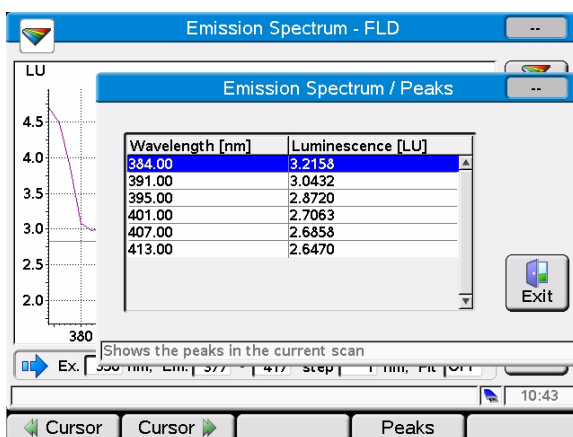 Emission Spectrum - FLD
--
LU
Emission Spectrum / Peaks
--
4.5
4.0
3.5
3.0
2.5
2.0
380
Wavelength [nm] Luminescence [LU]
384.00 3.2158
391.00 3.0432
395.00 2.8720
401.00 2.7063
407.00 2.6858
413.00 2.6470
Exit
Shows the peaks in the current scan
Ex. nm, Em. - step 1 nm, Fit
10:43
Cursor Cursor Peaks